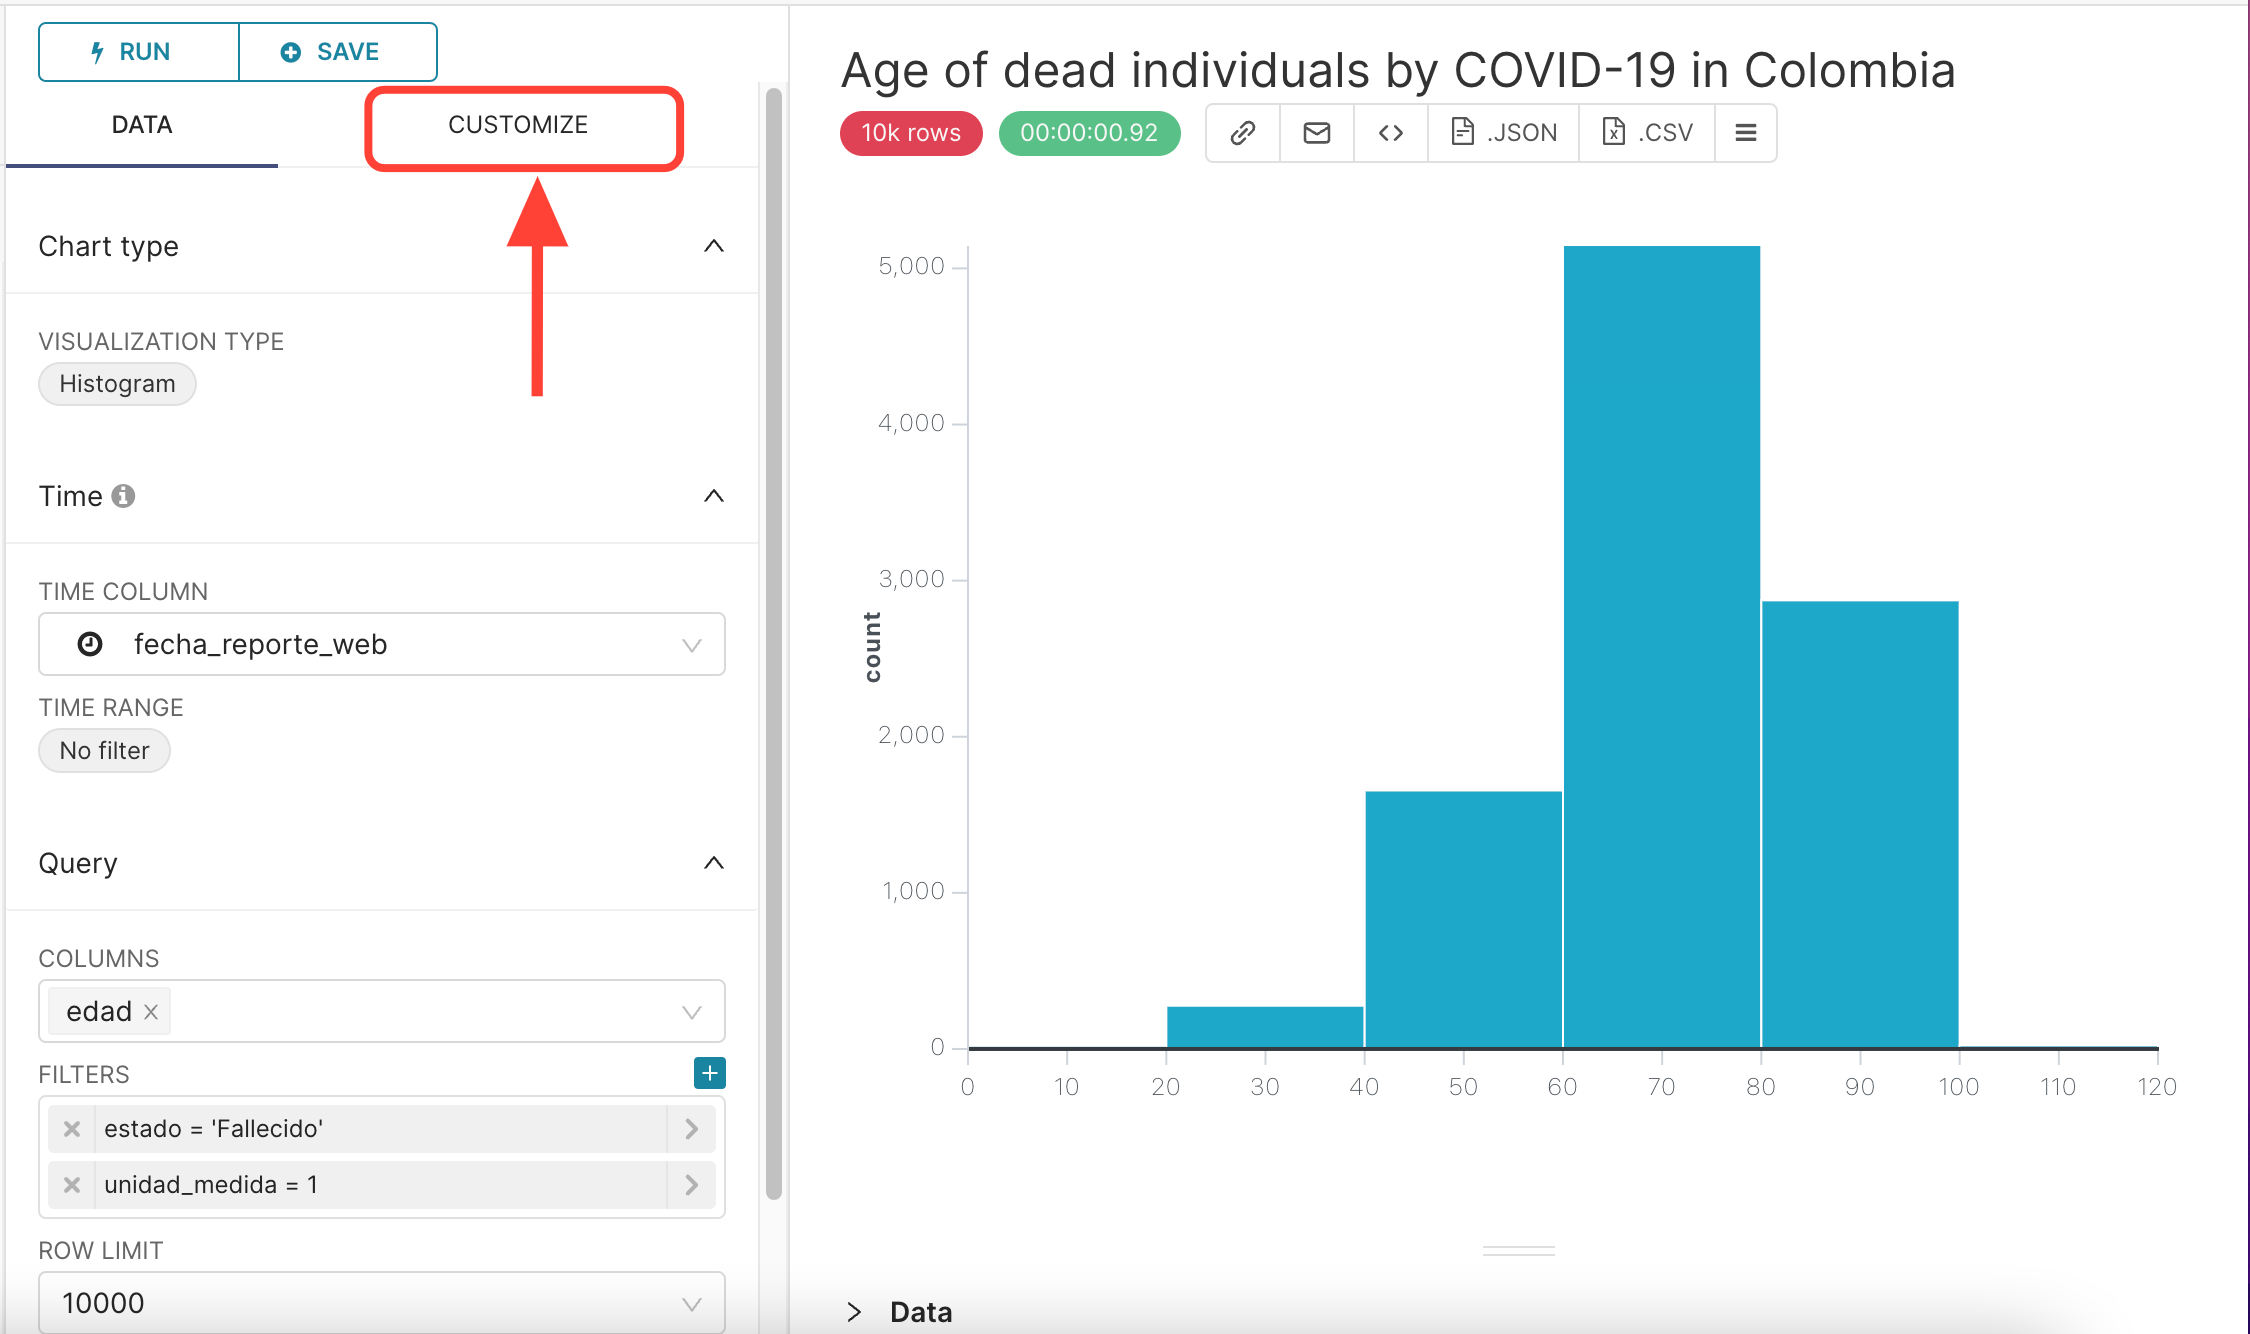 RUN
SAVE
DATA
CUSTOMIZE
Chart type
VISUALIZATION TYPE
Histogram
Time
TIME COLUMN
fecha_reporte_web
TIME RANGE
No filter
Query
COLUMNS
edad
FILTERS
estado = 'Fallecido'
unidad_medida = 1
ROW LIMIT
10000
Age of dead individuals by COVID-19 in Colombia
10k rows
00:00:00.92
.JSON
.CSV
5,000
4,000
3,000
2,000
1,000
0
count
0 10 20 30 40 50 60 70 80 90 100 110 120
Data